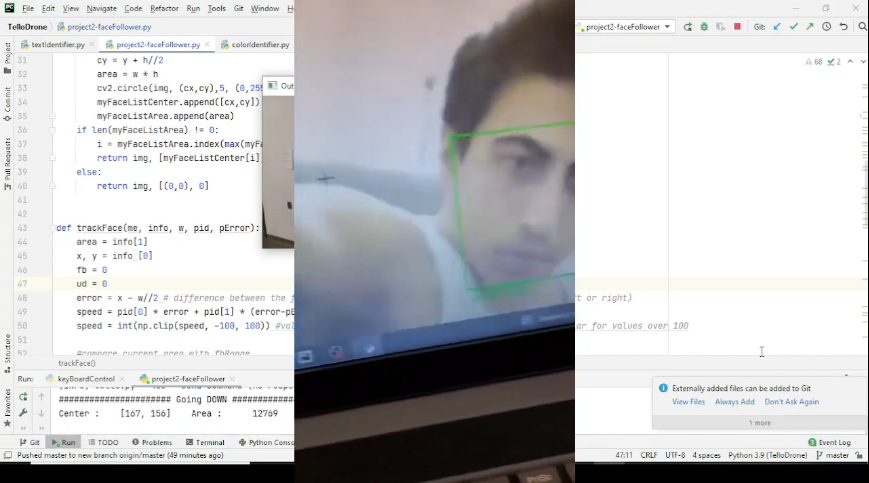 File Edit View Navigate Code Refactor Run Tools Git Window
TelloDrone project2-faceFollower.py
project2-faceFollower Git:
textIdentifier.py project2-faceFollower.py colorIdentifier.py
68 2
31 cy = y + h//2
32 area = w * h
33 cv2.circle(img, (cx,cy),5, (0,255
34 myFaceListCenter.append([cx,cy])
35 myFaceListArea.append(area)
36 if len(myFaceListArea) != 0:
37 i = myFaceListArea.index(max(myFa
38 return img, [myFaceListCenter[i]
39 else:
40 return img, [(0,0), 0]
41
42
43 def trackFace(me, info, w, pid, pError):
44 area = info[1]
45 x, y = info [0]
46 fb = 0
47 ud = 0
48 error = x - w//2 # difference between the f
ft or right)
49 speed = pid[0] * error + pid[1] * (error-pE
50 speed = int(np.clip(speed, -100, 100)) #val
ar for values over 100
51
52 #compare current area with fbRange
trackFace()
Out
Project
Commit
Pull Requests
Structure
Favorites
Run: keyBoardControl project2-faceFollower
###################### Going DOWN
Center : [167, 156] Area : 12769
Externally added files can be added to Git
View Files Always Add Don't Ask Again
1 more
Git Run TODO Problems Terminal Python Conso
Event Log
Pushed master to new branch origin/master (49 minutes ago)
47:11 CRLF UTF-8 4 spaces Python 3.9 (TelloDrone) master